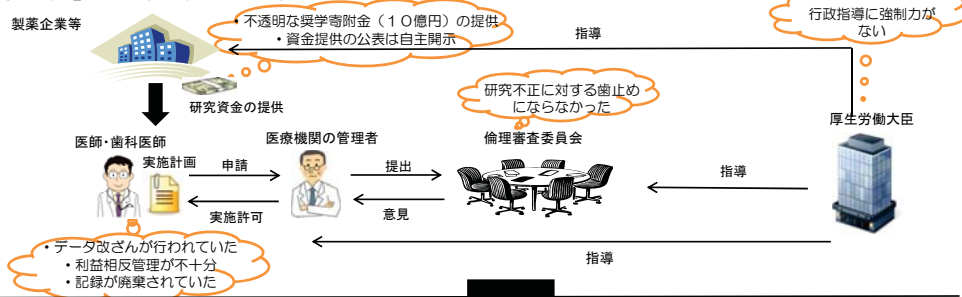 製薬企業等
・不透明な奨学寄附金（１０億円）の提供
・資金提供の公表は自主開示
指導
行政指導に強制力が
ない
研究資金の提供
研究不正に対する歯止め
にならなかった
厚生労働大臣
医師・歯科医師
医療機関の管理者
倫理審査委員会
実施計画
申請
提出
指導
実施許可
意見
・データ改ざんが行われていた
・利益相反管理が不十分
・記録が廃棄されていた
指導